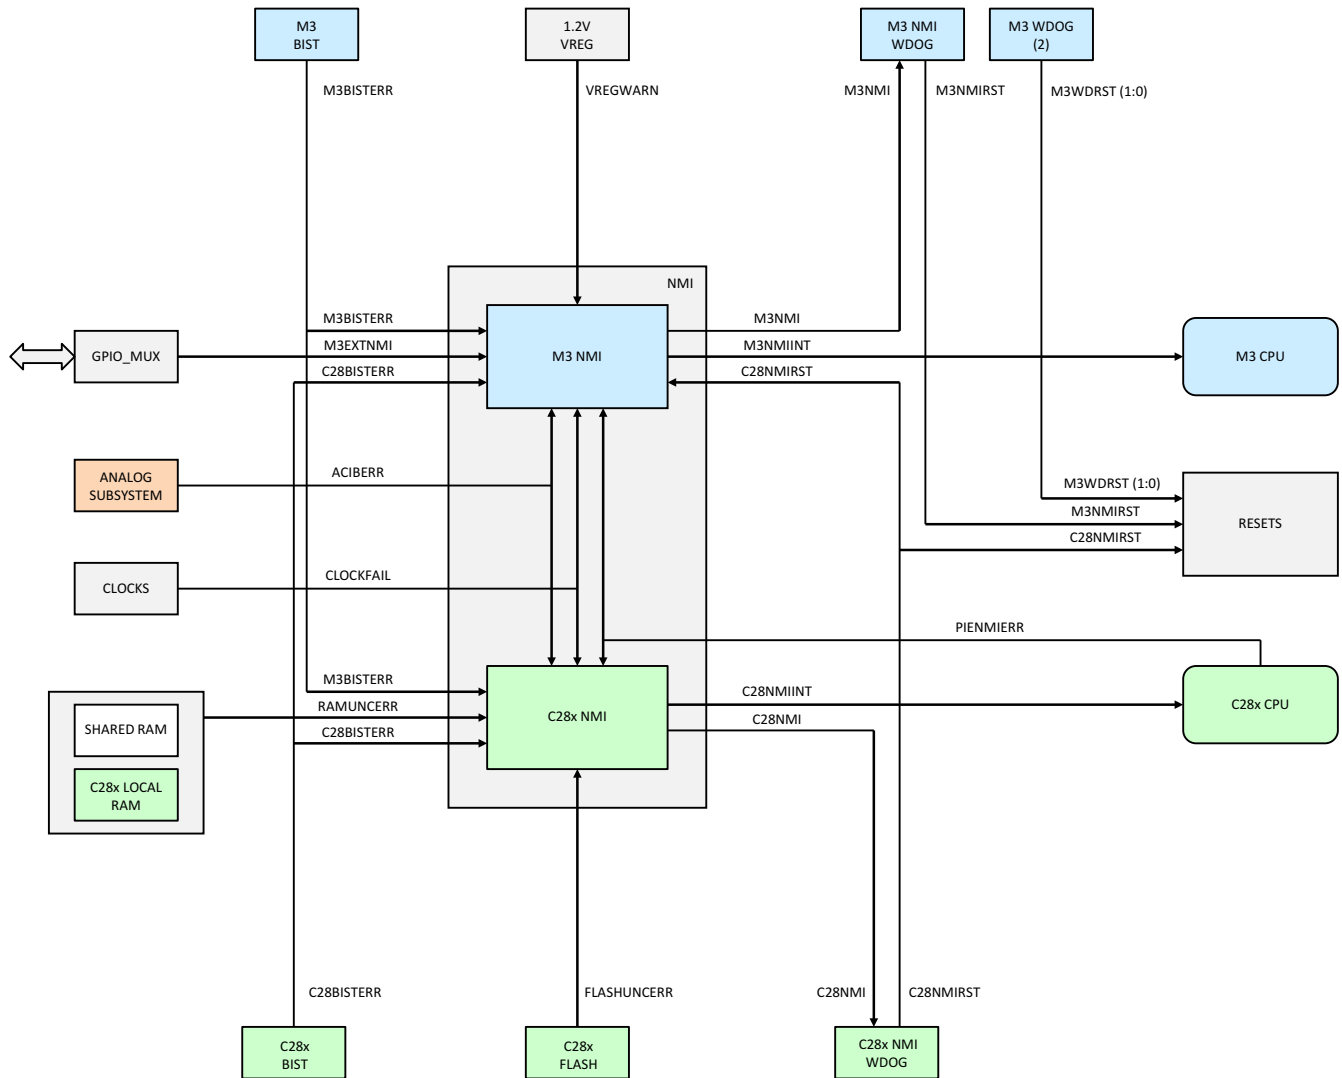 M3
BIST
1.2V
VREG
M3 NMI
WDOG
M3 WDOG
(2)
M3BISTERR
VREGWARN
M3NMI
M3NMIRST
M3WDRST (1:0)
NMI
M3BISTERR
M3NMI
GPIO_MUX
M3EXTNMI
M3 NMI
M3NMIINT
M3 CPU
C28BISTERR
C28NMIRST
ANALOG
SUBSYSTEM
ACIBERR
M3WDRST (1:0)
M3NMIRST
RESETS
C28NMIRST
CLOCKS
CLOCKFAIL
PIENMIERR
M3BISTERR
C28NMIINT
RAMUNCERR
C28x NMI
C28x CPU
C28NMI
SHARED RAM
C28BISTERR
C28x LOCAL
RAM
C28BISTERR
FLASHUNCERR
C28NMI
C28NMIRST
C28x
BIST
C28x
FLASH
C28x NMI
WDOG